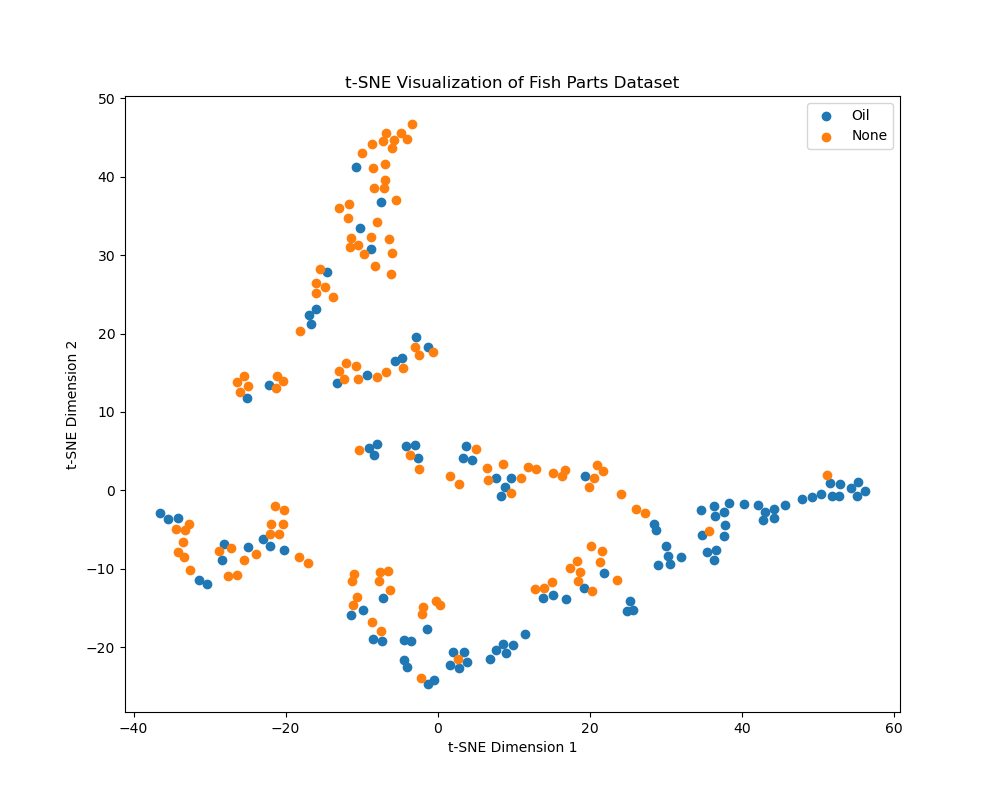 t-SNE Visualization of Fish Parts Dataset
Oil
None
50
40
30
20
10
0
−10
−20
t-SNE Dimension 2
−40
−20
0
20
40
60
t-SNE Dimension 1